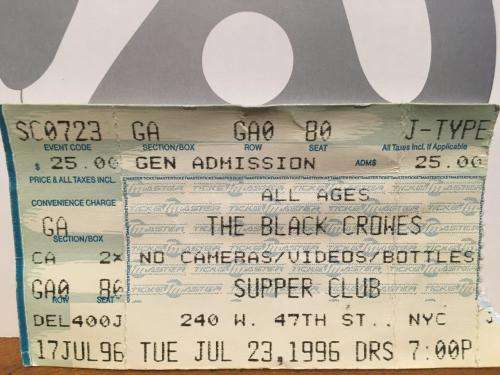 SC0723 GA GA0 80 J-TYPE
EVENT CODE SECTION/BOX ROW SEAT All Taxes Incl. If Applicable
$ 25.00 GEN ADMISSION ADM$ 25.00
PRICE & ALL TAXES INCL.
ALL AGES
CONVENIENCE CHARGE
GA THE BLACK CROWES
SECTION/BOX
CA 2× NO CAMERAS/VIDEOS/BOTTLES
GA0 80 SUPPER CLUB
ROW SEAT
DEL400J 240 W. 47TH ST.. NYC
17JUL96 TUE JUL 23,1996 DRS 7:00P